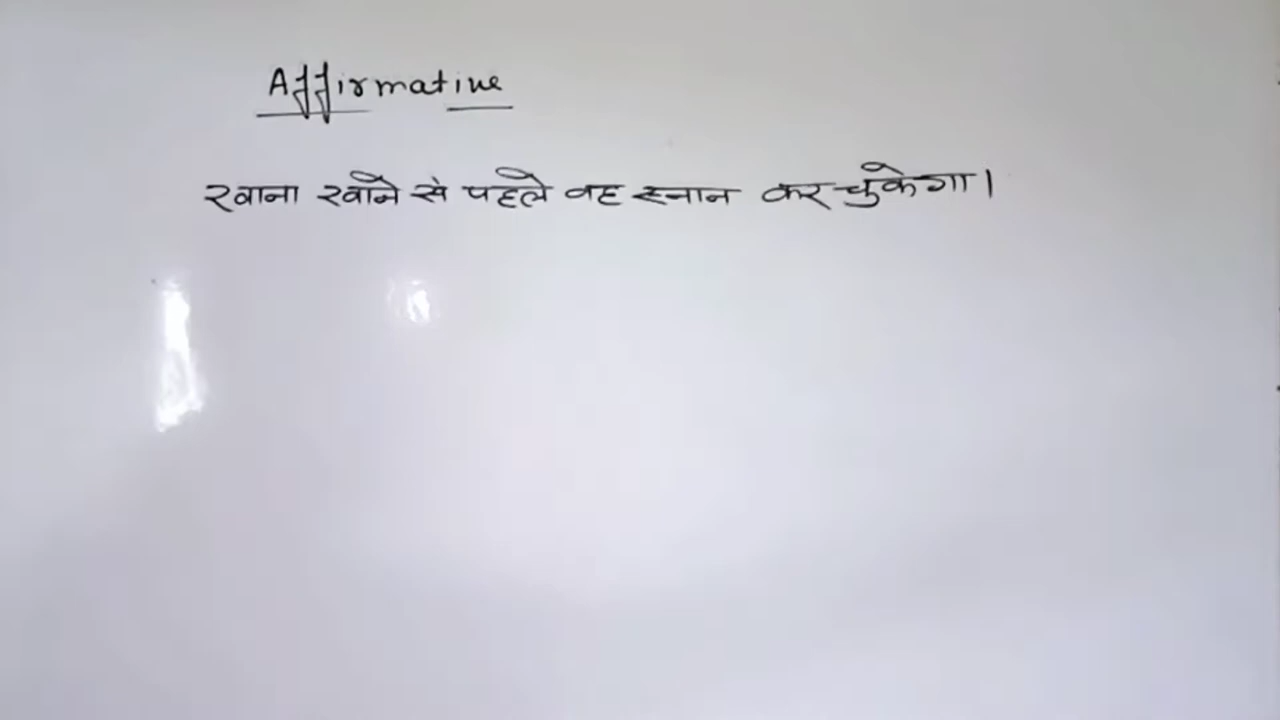 Affirmative
खाना खाने से पहले वह स्नान कर चुकेगा।